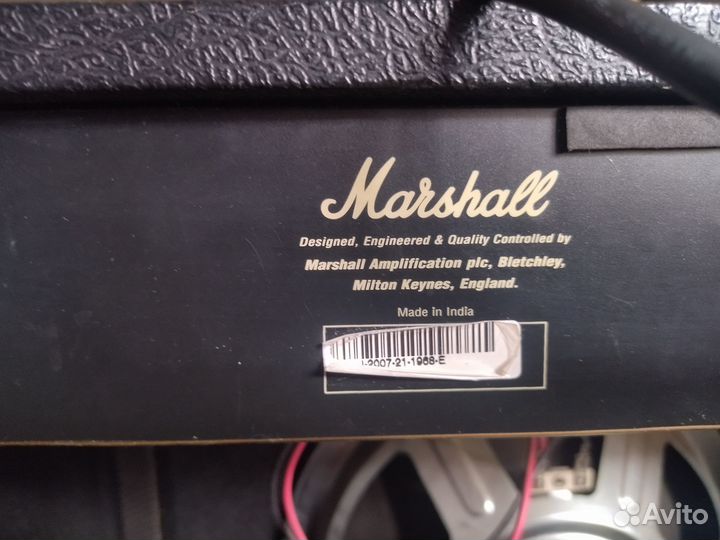 Marshall
Designed, Engineered & Quality Controlled by
Marshall Amplification plc, Bletchley,
Milton Keynes, England.
Made in India
-2007-21-1968-E
Avito